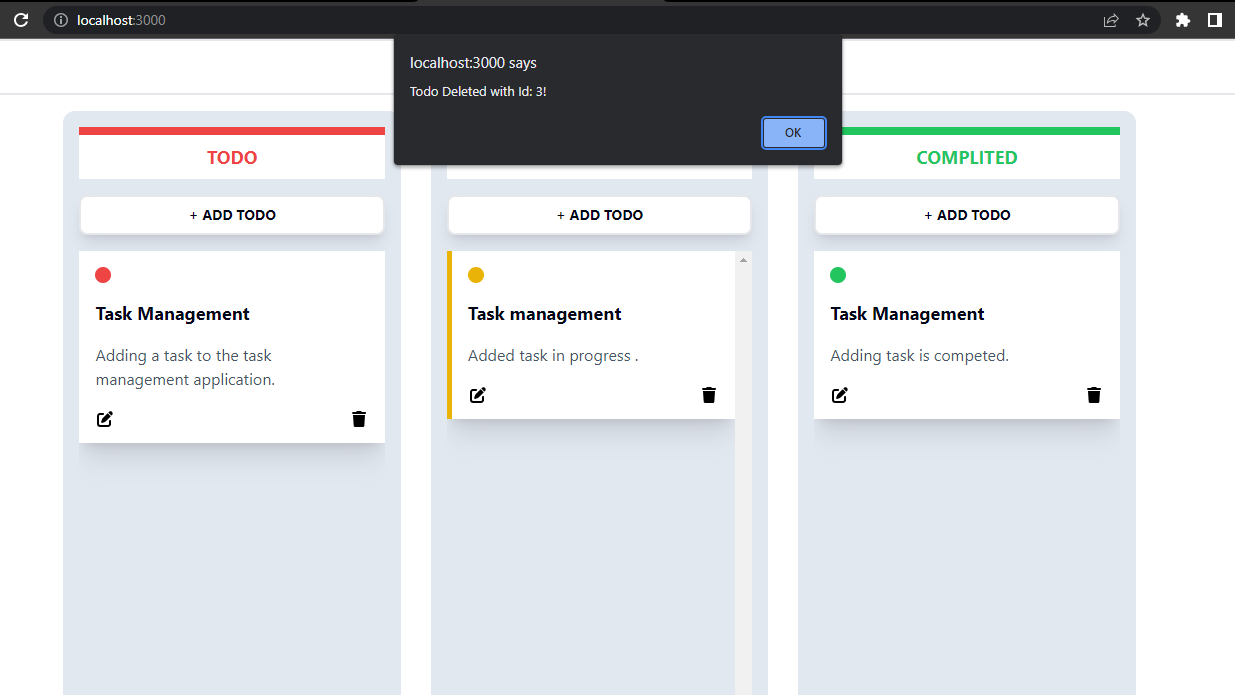 localhost:3000
localhost:3000 says
Todo Deleted with Id: 3!
OK
TODO
COMPLITED
+ ADD TODO
+ ADD TODO
+ ADD TODO
Task Management
Adding a task to the task
management application.
Task management
Added task in progress .
Task Management
Adding task is competed.